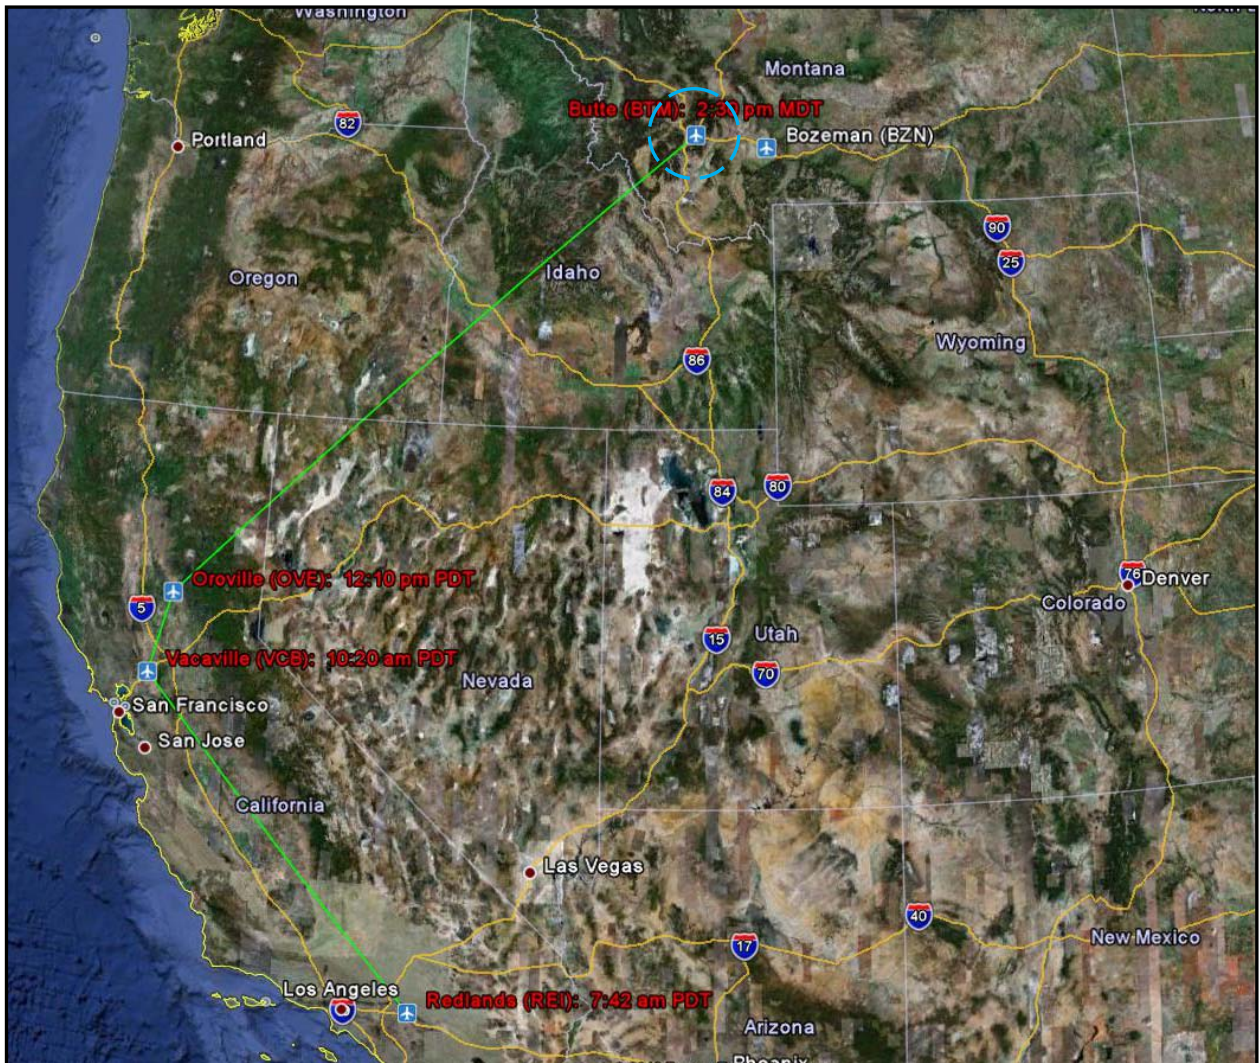 Washington
Montana
Butte (BTM): 2:3 pm MDT
82
Portland
Bozeman (BZN)
90
25
Oregon
Idaho
Wyoming
86
84
80
Oroville (OVE): 12:10 pm PDT
5
76
Denver
Colorado
15
Utah
Vacaville (VCB): 10:20 am PDT
70
Nevada
San Francisco
San Jose
California
Las Vegas
40
New Mexico
17
Los Angeles
Redlands (REI): 7:42 am PDT
Arizona
Phoenix